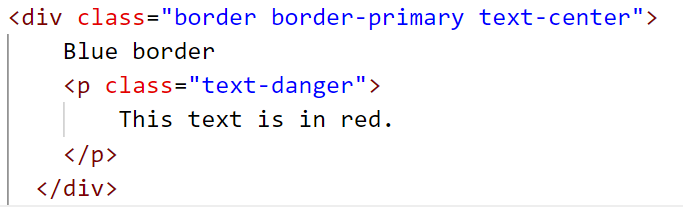 <div class="border border-primary text-center">
    Blue border
    <p class="text-danger">
        This text is in red.
    </p>
  </div>